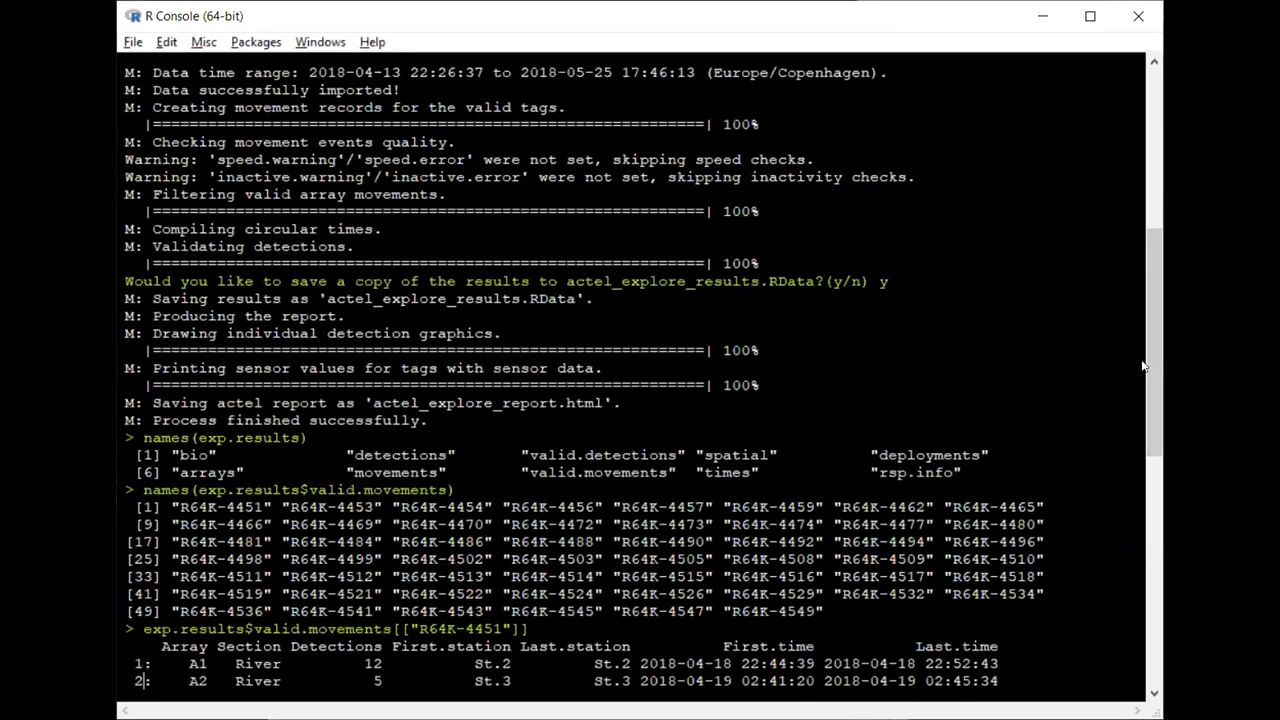 R Console (64-bit)
File Edit Misc Packages Windows Help
M: Data time range: 2018-04-13 22:26:37 to 2018-05-25 17:46:13 (Europe/Copenhagen).
M: Data successfully imported!
M: Creating movement records for the valid tags.
|======================================================================| 100%
M: Checking movement events quality.
Warning: 'speed.warning'/'speed.error' were not set, skipping speed checks.
Warning: 'inactive.warning'/'inactive.error' were not set, skipping inactivity checks.
M: Filtering valid array movements.
|======================================================================| 100%
M: Compiling circular times.
M: Validating detections.
|======================================================================| 100%
Would you like to save a copy of the results to actel_explore_results.RData?(y/n) y
M: Saving results as 'actel_explore_results.RData'.
M: Producing the report.
M: Drawing individual detection graphics.
|======================================================================| 100%
M: Printing sensor values for tags with sensor data.
|======================================================================| 100%
M: Saving actel report as 'actel_explore_report.html'.
M: Process finished successfully.
> names(exp.results)
[1] "bio" "detections" "valid.detections" "spatial" "deployments"
[6] "arrays" "movements" "valid.movements" "times" "rsp.info"
> names(exp.results$valid.movements)
[1] "R64K-4451" "R64K-4453" "R64K-4454" "R64K-4456" "R64K-4457" "R64K-4459" "R64K-4462" "R64K-4465"
[9] "R64K-4466" "R64K-4469" "R64K-4470" "R64K-4472" "R64K-4473" "R64K-4474" "R64K-4477" "R64K-4480"
[17] "R64K-4481" "R64K-4484" "R64K-4486" "R64K-4488" "R64K-4490" "R64K-4492" "R64K-4494" "R64K-4496"
[25] "R64K-4498" "R64K-4499" "R64K-4502" "R64K-4503" "R64K-4505" "R64K-4508" "R64K-4509" "R64K-4510"
[33] "R64K-4511" "R64K-4512" "R64K-4513" "R64K-4514" "R64K-4515" "R64K-4516" "R64K-4517" "R64K-4518"
[41] "R64K-4519" "R64K-4521" "R64K-4522" "R64K-4524" "R64K-4526" "R64K-4529" "R64K-4532" "R64K-4534"
[49] "R64K-4536" "R64K-4541" "R64K-4543" "R64K-4545" "R64K-4547" "R64K-4549"
> exp.results$valid.movements[["R64K-4451"]]
Array Section Detections First.station Last.station First.time Last.time
1: A1 River 12 St.2 St.2 2018-04-18 22:44:39 2018-04-18 22:52:43
2: A2 River 5 St.3 St.3 2018-04-19 02:41:20 2018-04-19 02:45:34